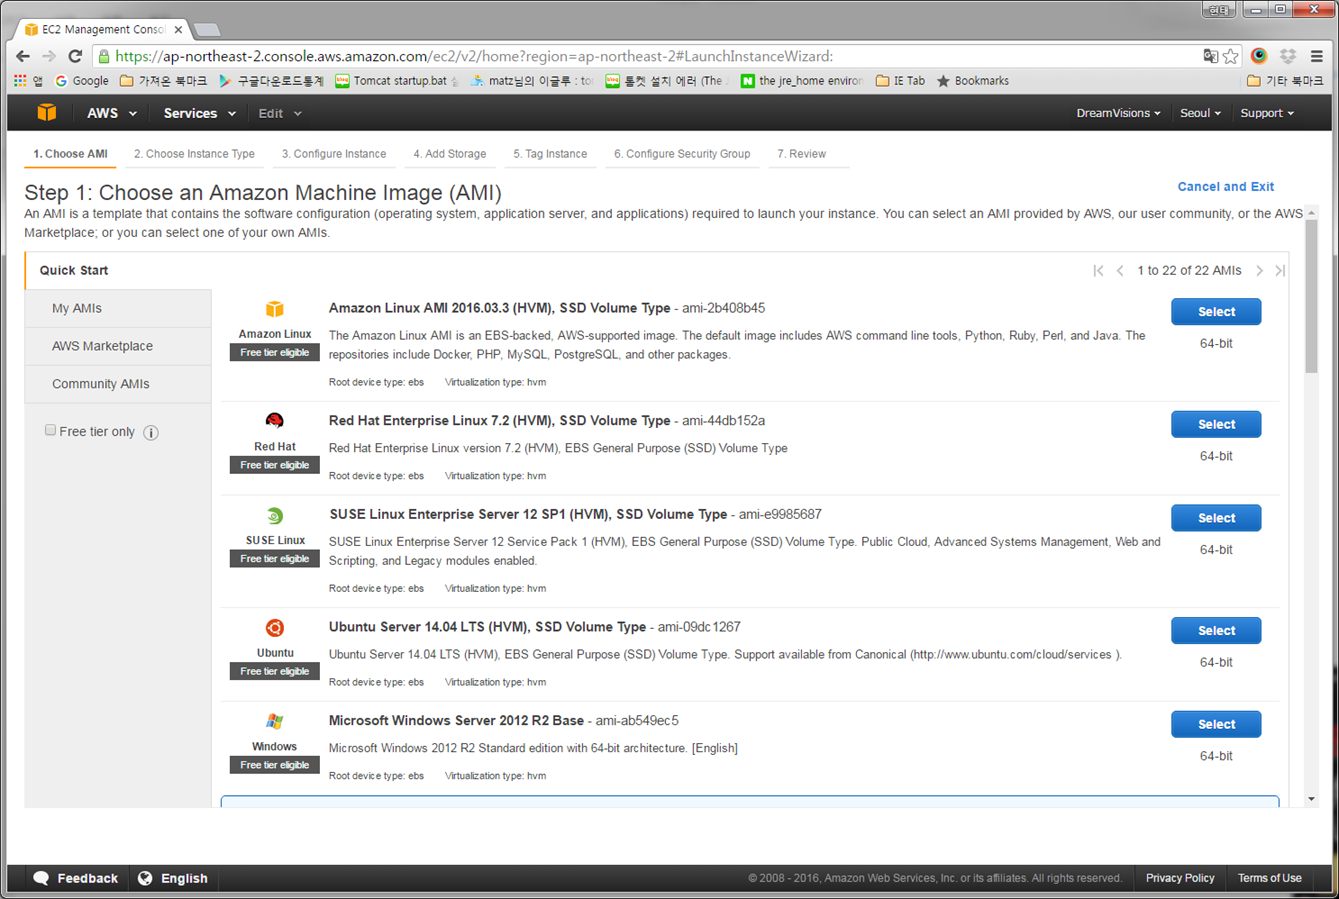 EC2 Management Consol
https://ap-northeast-2.console.aws.amazon.com/ec2/v2/home?region=ap-northeast-2#LaunchInstanceWizard:
앱 Google 가져온 북마크 구글다운로드통계 Tomcat startup.bat 실 matz님의 이글루 : tor 톰켓 설치 에러 (The the jre_home environ IE Tab Bookmarks 기타 북마크
AWS Services Edit DreamVisions Seoul Support
1. Choose AMI 2. Choose Instance Type 3. Configure Instance 4. Add Storage 5. Tag Instance 6. Configure Security Group 7. Review
Step 1: Choose an Amazon Machine Image (AMI)
Cancel and Exit
An AMI is a template that contains the software configuration (operating system, application server, and applications) required to launch your instance. You can select an AMI provided by AWS, our user community, or the AWS
Marketplace; or you can select one of your own AMIs.
Quick Start
1 to 22 of 22 AMIs
My AMIs
AWS Marketplace
Community AMIs
Free tier only
Amazon Linux
Free tier eligible
Amazon Linux AMI 2016.03.3 (HVM), SSD Volume Type - ami-2b408b45
The Amazon Linux AMI is an EBS-backed, AWS-supported image. The default image includes AWS command line tools, Python, Ruby, Perl, and Java. The
repositories include Docker, PHP, MySQL, PostgreSQL, and other packages.
Root device type: ebs Virtualization type: hvm
Select
64-bit
Red Hat
Free tier eligible
Red Hat Enterprise Linux 7.2 (HVM), SSD Volume Type - ami-44db152a
Red Hat Enterprise Linux version 7.2 (HVM), EBS General Purpose (SSD) Volume Type
Root device type: ebs Virtualization type: hvm
Select
64-bit
SUSE Linux
Free tier eligible
SUSE Linux Enterprise Server 12 SP1 (HVM), SSD Volume Type - ami-e9985687
SUSE Linux Enterprise Server 12 Service Pack 1 (HVM), EBS General Purpose (SSD) Volume Type. Public Cloud, Advanced Systems Management, Web and
Scripting, and Legacy modules enabled.
Root device type: ebs Virtualization type: hvm
Select
64-bit
Ubuntu
Free tier eligible
Ubuntu Server 14.04 LTS (HVM), SSD Volume Type - ami-09dc1267
Ubuntu Server 14.04 LTS (HVM), EBS General Purpose (SSD) Volume Type. Support available from Canonical (http://www.ubuntu.com/cloud/services ).
Root device type: ebs Virtualization type: hvm
Select
64-bit
Windows
Free tier eligible
Microsoft Windows Server 2012 R2 Base - ami-ab549ec5
Microsoft Windows 2012 R2 Standard edition with 64-bit architecture. [English]
Root device type: ebs Virtualization type: hvm
Select
64-bit
Feedback English © 2008 - 2016, Amazon Web Services, Inc. or its affiliates. All rights reserved. Privacy Policy Terms of Use